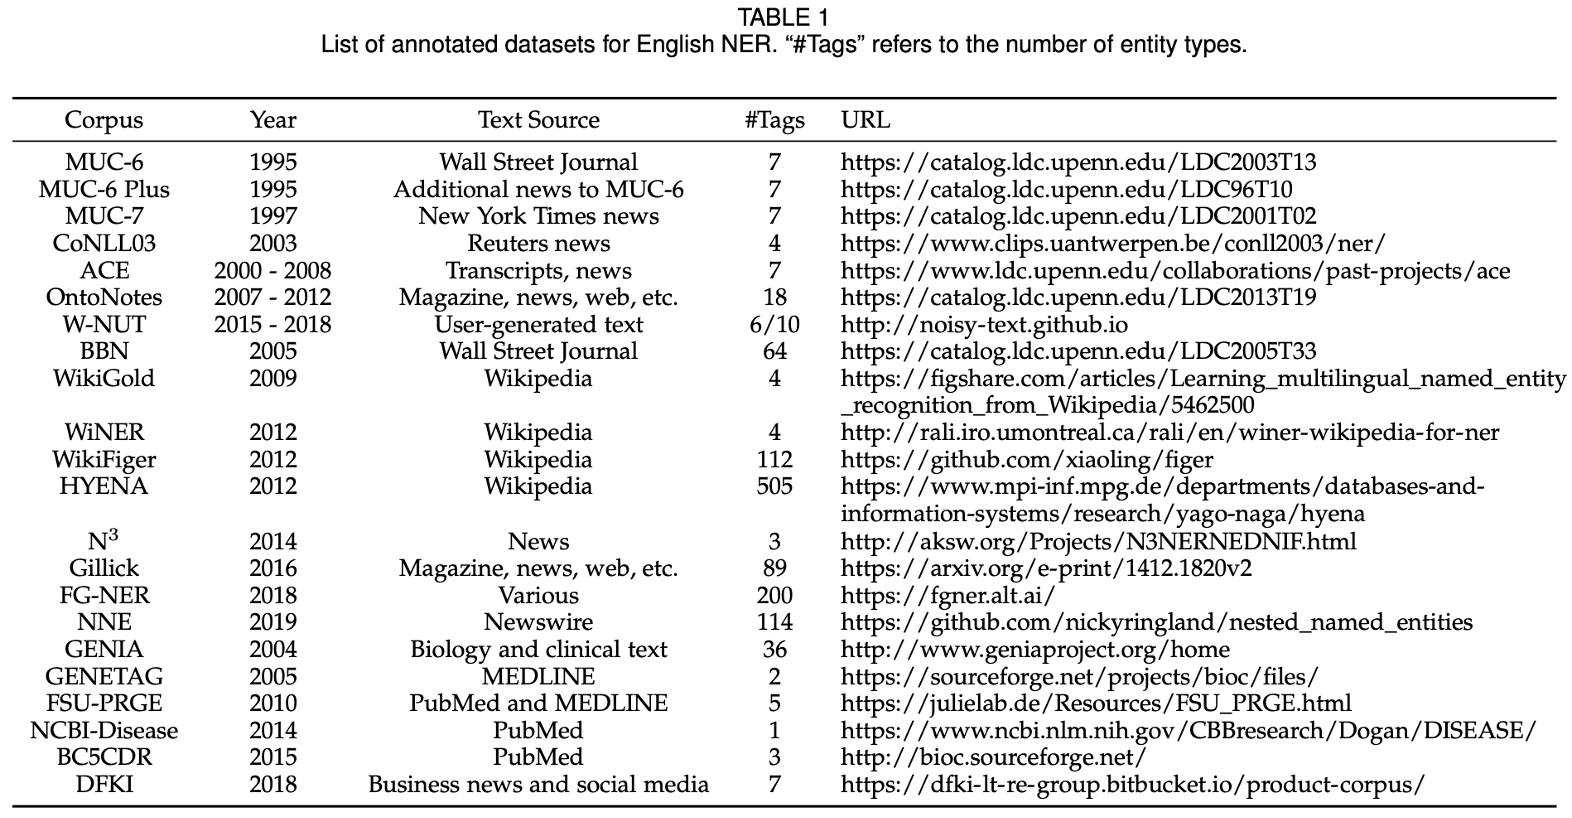 TABLE 1
List of annotated datasets for English NER. “#Tags” refers to the number of entity types.
Corpus Year Text Source #Tags URL
MUC-6 1995 Wall Street Journal 7 https://catalog.ldc.upenn.edu/LDC2003T13
MUC-6 Plus 1995 Additional news to MUC-6 7 https://catalog.ldc.upenn.edu/LDC96T10
MUC-7 1997 New York Times news 7 https://catalog.ldc.upenn.edu/LDC2001T02
CoNLL03 2003 Reuters news 4 https://www.clips.uantwerpen.be/conll2003/ner/
ACE 2000 - 2008 Transcripts, news 7 https://www.ldc.upenn.edu/collaborations/past-projects/ace
OntoNotes 2007 - 2012 Magazine, news, web, etc. 18 https://catalog.ldc.upenn.edu/LDC2013T19
W-NUT 2015 - 2018 User-generated text 6/10 http://noisy-text.github.io
BBN 2005 Wall Street Journal 64 https://catalog.ldc.upenn.edu/LDC2005T33
WikiGold 2009 Wikipedia 4 https://figshare.com/articles/Learning_multilingual_named_entity
_recognition_from_Wikipedia/5462500
WiNER 2012 Wikipedia 4 http://rali.iro.umontreal.ca/rali/en/winer-wikipedia-for-ner
WikiFiger 2012 Wikipedia 112 https://github.com/xiaoling/figer
HYENA 2012 Wikipedia 505 https://www.mpi-inf.mpg.de/departments/databases-and-
information-systems/research/yago-naga/hyena
N³ 2014 News 3 http://aksw.org/Projects/N3NERNEDNIF.html
Gillick 2016 Magazine, news, web, etc. 89 https://arxiv.org/e-print/1412.1820v2
FG-NER 2018 Various 200 https://fgner.alt.ai/
NNE 2019 Newswire 114 https://github.com/nickyringland/nested_named_entities
GENIA 2004 Biology and clinical text 36 http://www.geniaproject.org/home
GENETAG 2005 MEDLINE 2 https://sourceforge.net/projects/bioc/files/
FSU-PRGE 2010 PubMed and MEDLINE 5 https://julielab.de/Resources/FSU_PRGE.html
NCBI-Disease 2014 PubMed 1 https://www.ncbi.nlm.nih.gov/CBBresearch/Dogan/DISEASE/
BC5CDR 2015 PubMed 3 http://bioc.sourceforge.net/
DFKI 2018 Business news and social media 7 https://dfki-lt-re-group.bitbucket.io/product-corpus/